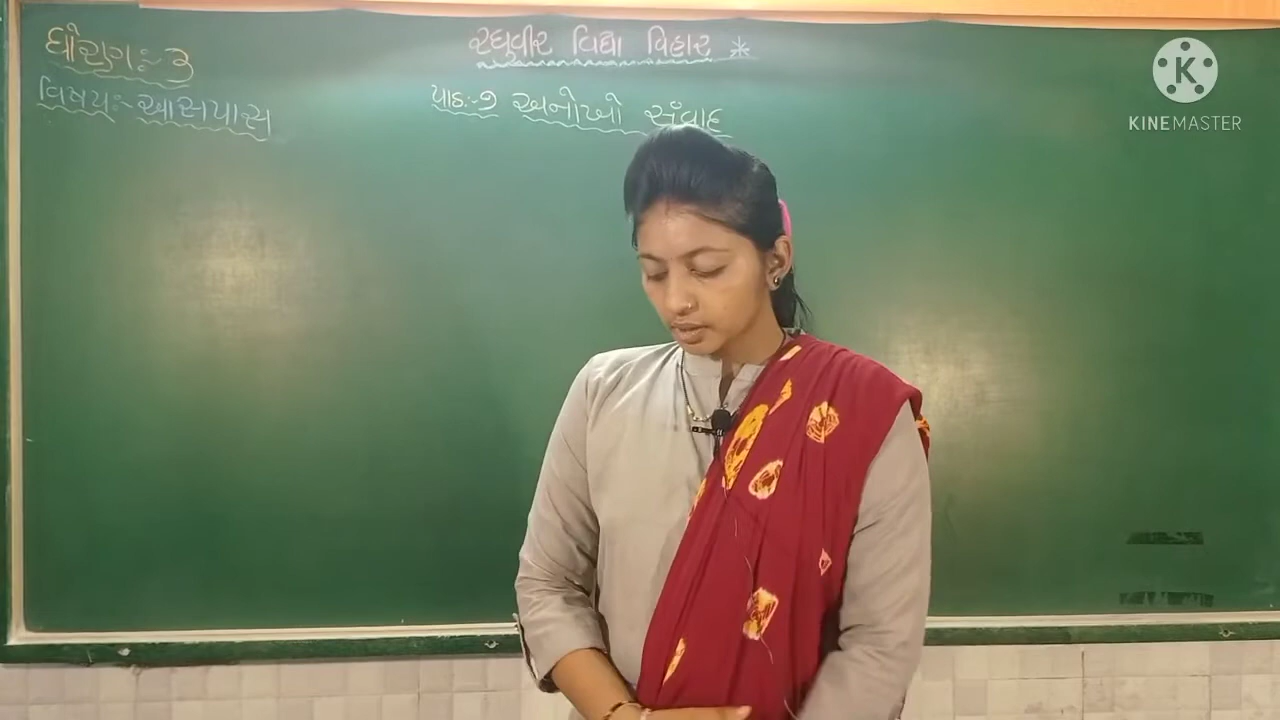 રઘુવીર વિદ્યા વિહાર *
ધોરણ:- ૩
વિષય:- આસપાસ
પાઠ:-૭ અનોખો સંવાદ
KINEMASTER